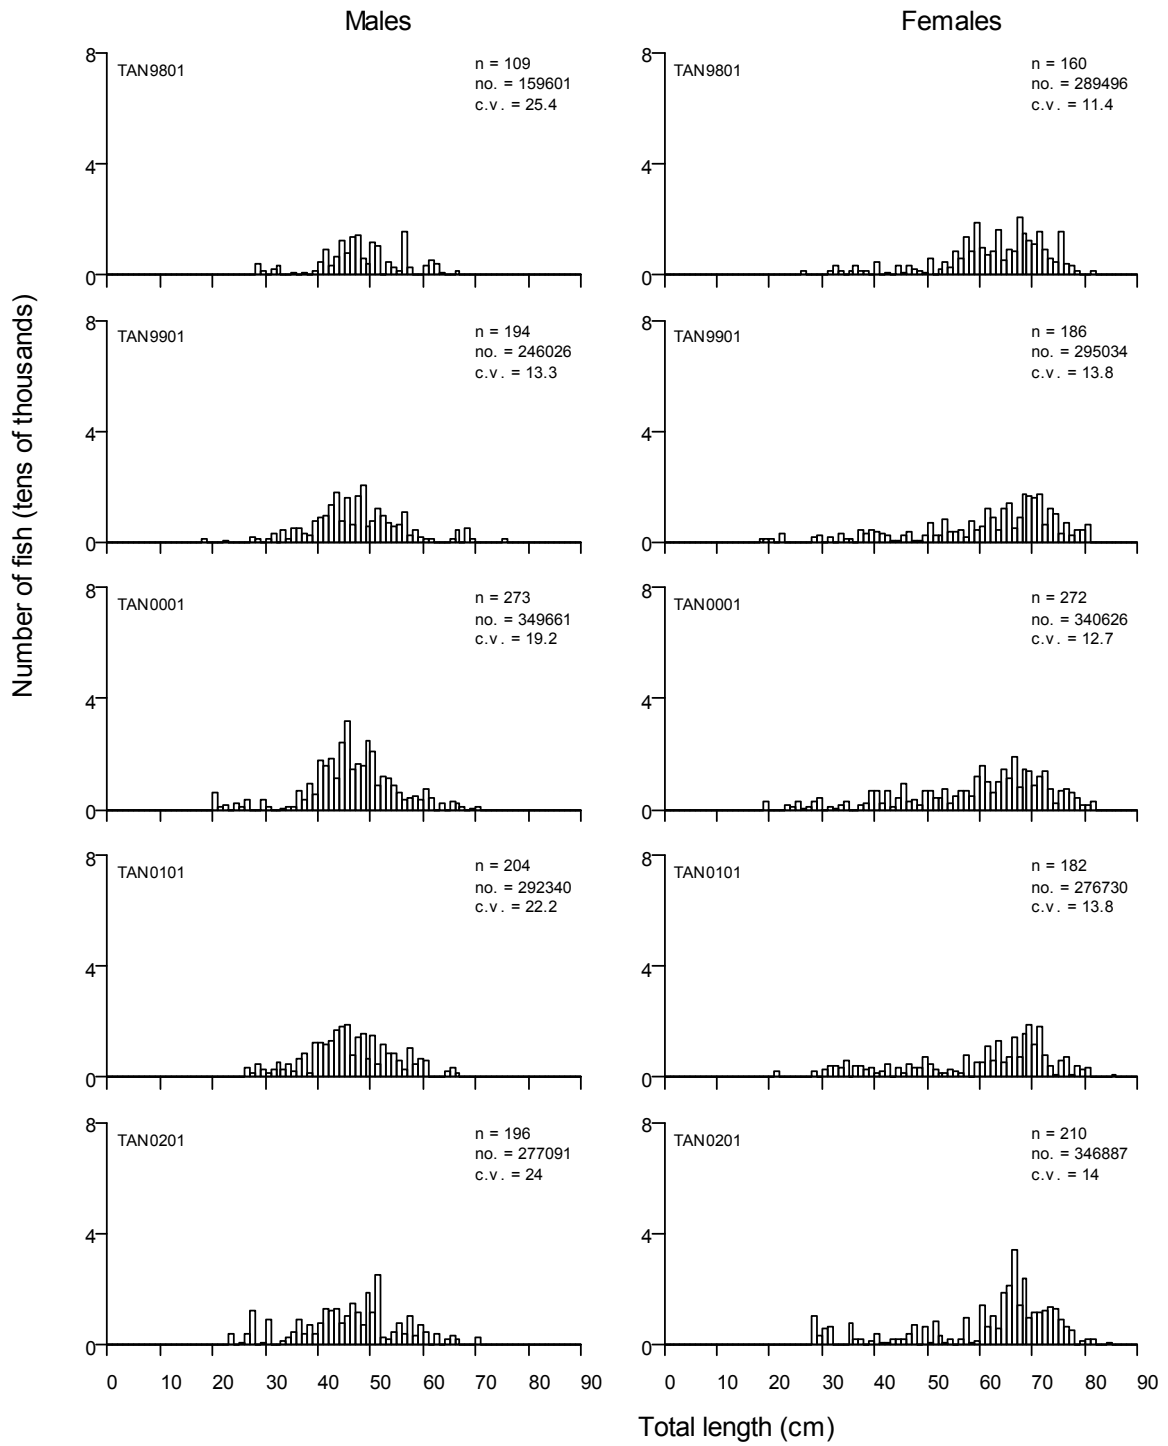 Males
Females
Number of fish (tens of thousands)
8
TAN9801
n = 109
no. = 159601
c.v. = 25.4
4
0
TAN9801
n = 160
no. = 289496
c.v. = 11.4
8
4
0
8
TAN9901
n = 194
no. = 246026
c.v. = 13.3
4
0
8
TAN9901
n = 186
no. = 295034
c.v. = 13.8
4
0
8
TAN0001
n = 273
no. = 349661
c.v. = 19.2
4
0
8
TAN0001
n = 272
no. = 340626
c.v. = 12.7
4
0
8
TAN0101
n = 204
no. = 292340
c.v. = 22.2
4
0
8
TAN0101
n = 182
no. = 276730
c.v. = 13.8
4
0
8
TAN0201
n = 196
no. = 277091
c.v. = 24
4
0
8
TAN0201
n = 210
no. = 346887
c.v. = 14
4
0
0 10 20 30 40 50 60 70 80 90
0 10 20 30 40 50 60 70 80 90
Total length (cm)